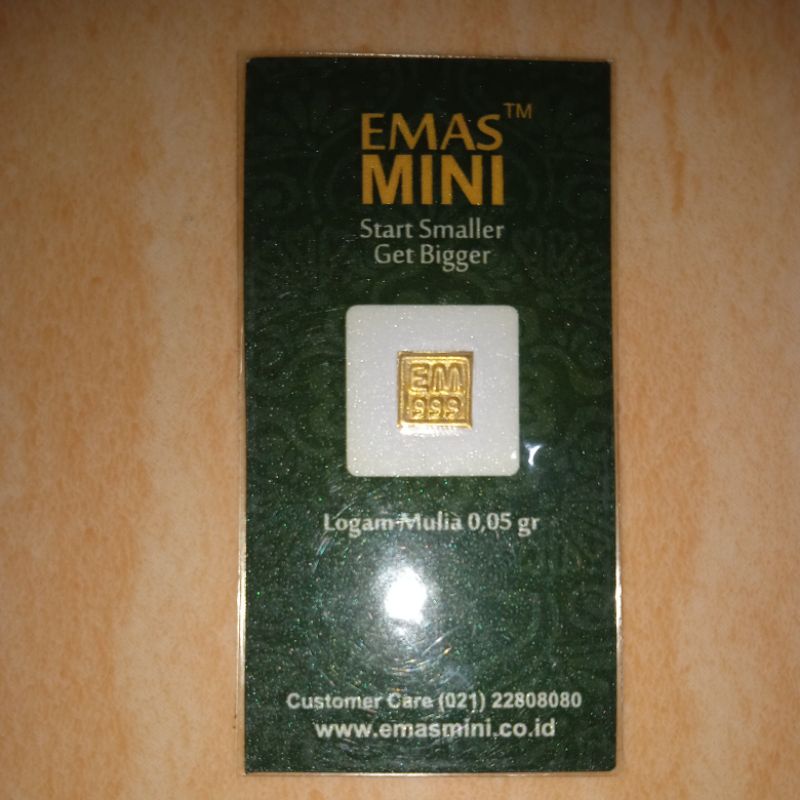 EMAS™
MINI
Start Smaller
Get Bigger
EM
999
Logam Mulia 0,05 gr
Customer Care (021) 22808080
www.emasmini.co.id